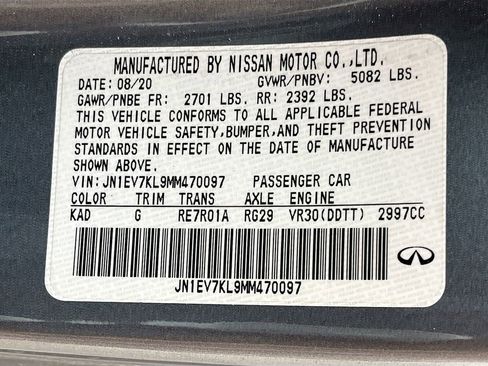 MANUFACTURED BY NISSAN MOTOR CO.,LTD.
DATE: 08/20 GVWR/PNBV: 5082 LBS.
GAWR/PNBE FR: 2701 LBS. RR: 2392 LBS.
THIS VEHICLE CONFORMS TO ALL APPLICABLE FEDERAL
MOTOR VEHICLE SAFETY,BUMPER,AND THEFT PREVENTION
STANDARDS IN EFFECT ON THE DATE OF MANUFACTURE
SHOWN ABOVE.
VIN:JN1EV7KL9MM470097 PASSENGER CAR
COLOR TRIM TRANS AXLE ENGINE
KAD G RE7R01A RG29 VR30(DDTT) 2997CC
JN1EV7KL9MM470097